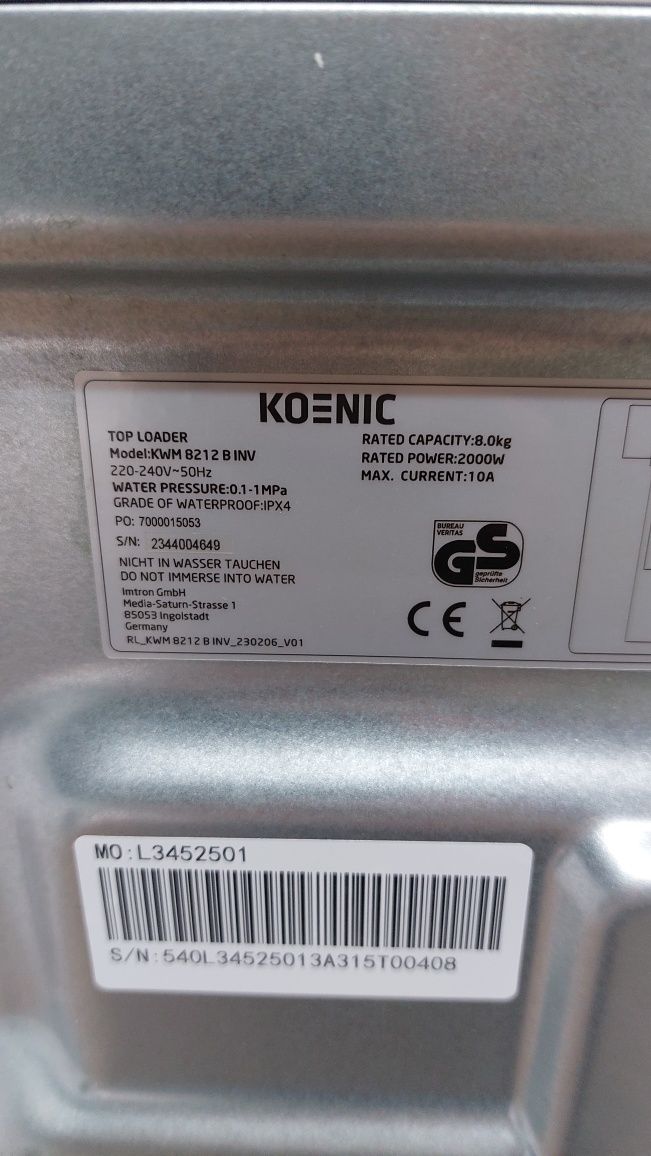 KOENIC
TOP LOADER
Model:KWM 8212 B INV
220-240V~50Hz
WATER PRESSURE:0.1-1MPa
GRADE OF WATERPROOF:IPX4
PO: 7000015053
S/N: 2344004649
NICHT IN WASSER TAUCHEN
DO NOT IMMERSE INTO WATER
Imtron GmbH
Media-Saturn-Strasse 1
85053 Ingolstadt
Germany
RL_KWM 8212 B INV_230206_V01
RATED CAPACITY:8.0kg
RATED POWER:2000W
MAX. CURRENT:10A
BUREAU
VERITAS
GS
geprüfte
Sicherheit
CE
MO:L3452501
S/N:540L34525013A315T00408